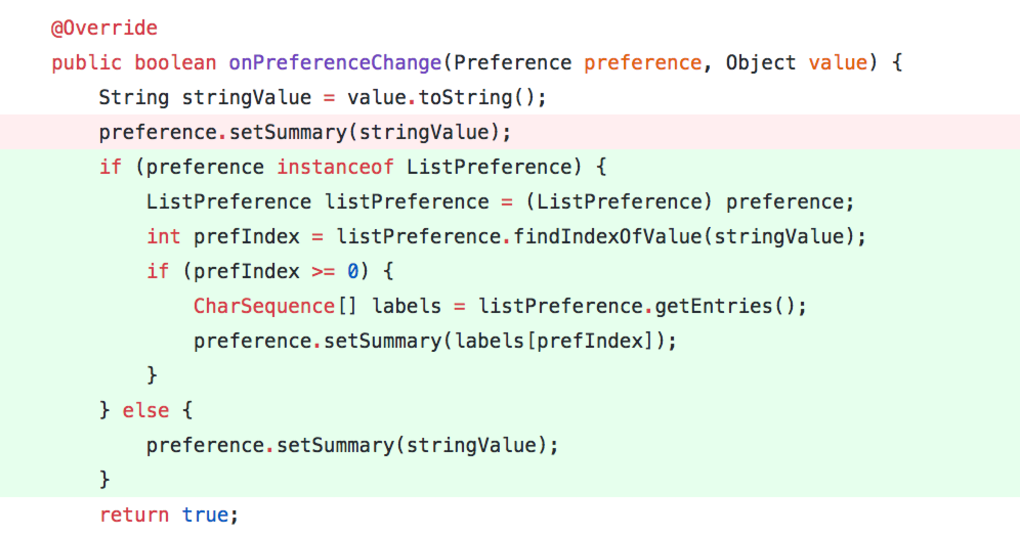 @Override
public boolean onPreferenceChange(Preference preference, Object value) {
String stringValue = value.toString();
preference.setSummary(stringValue);
if (preference instanceof ListPreference) {
ListPreference listPreference = (ListPreference) preference;
int prefIndex = listPreference.findIndexOfValue(stringValue);
if (prefIndex >= 0) {
CharSequence[] labels = listPreference.getEntries();
preference.setSummary(labels[prefIndex]);
}
} else {
preference.setSummary(stringValue);
}
return true;